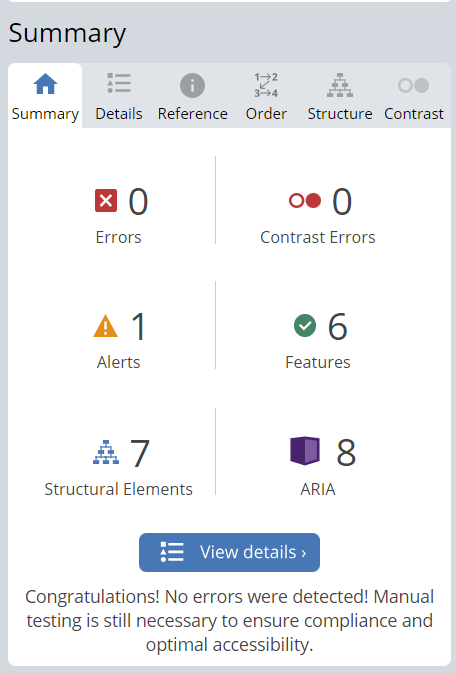 Summary
Summary Details Reference Order Structure Contrast
1→2
3→4
0 0
Errors Contrast Errors
1 6
Alerts Features
7 8
Structural Elements ARIA
View details ›
Congratulations! No errors were detected! Manual
testing is still necessary to ensure compliance and
optimal accessibility.